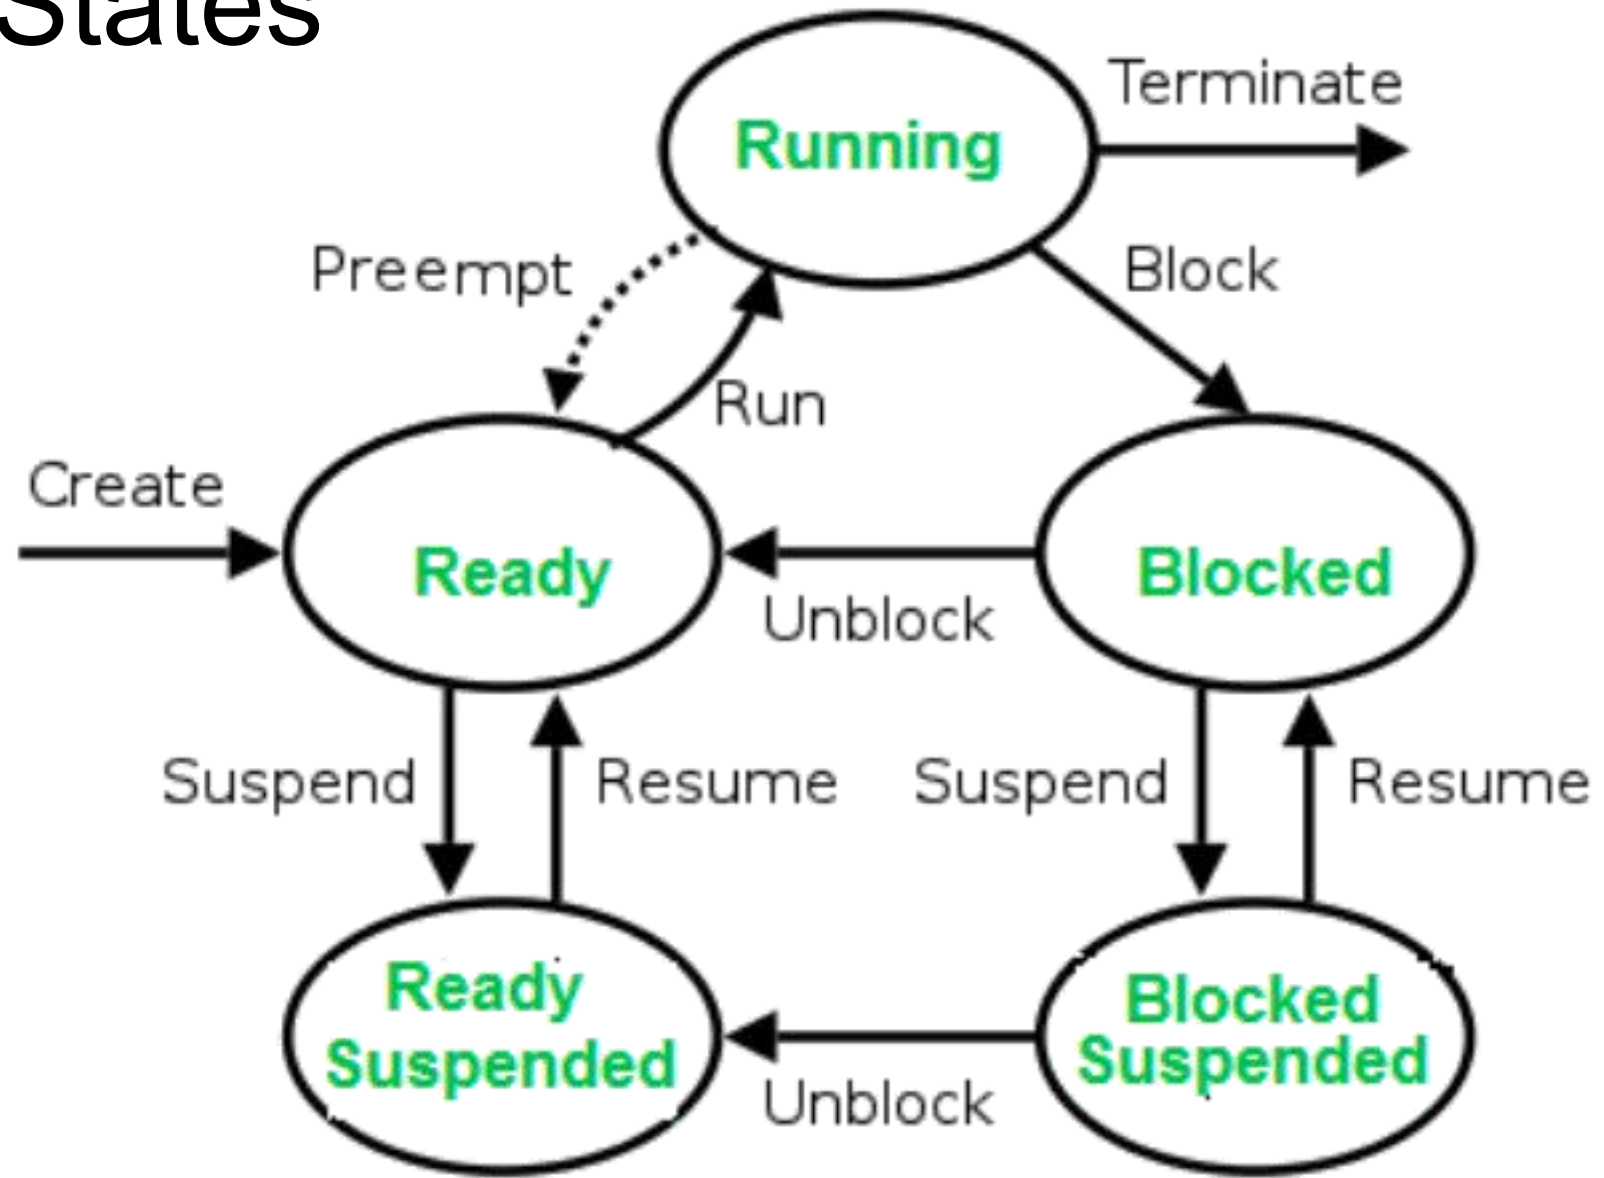 States
Terminate
Running
Preempt
Block
Run
Create
Ready
Blocked
Unblock
Suspend
Resume
Suspend
Resume
Ready
Suspended
Blocked
Suspended
Unblock